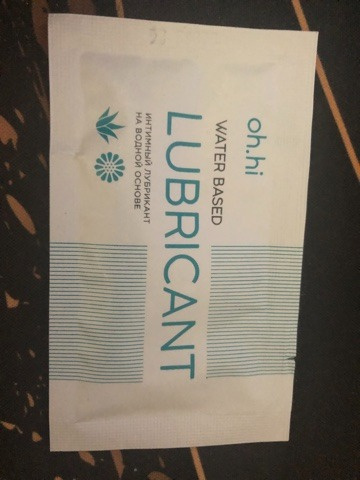 oh.hi
WATER BASED
LUBRICANT
ИНТИМНЫЙ ЛУБРИКАНТ
НА ВОДНОЙ ОСНОВЕ